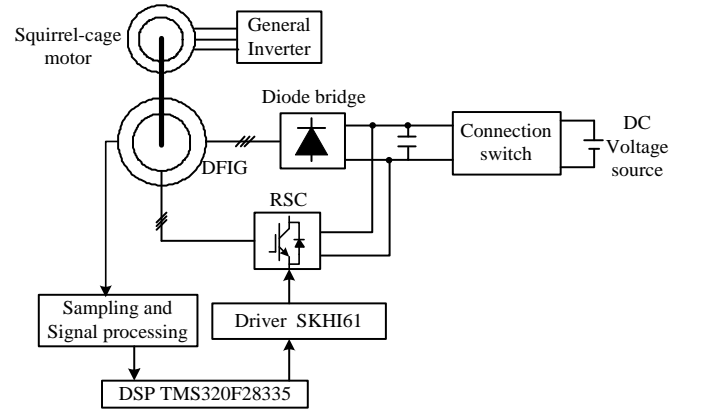 Squirrel-cage
motor
General
Inverter
Diode bridge
DFIG
Connection
switch
DC
Voltage
source
RSC
Sampling and
Signal processing
Driver SKHI61
DSP TMS320F28335